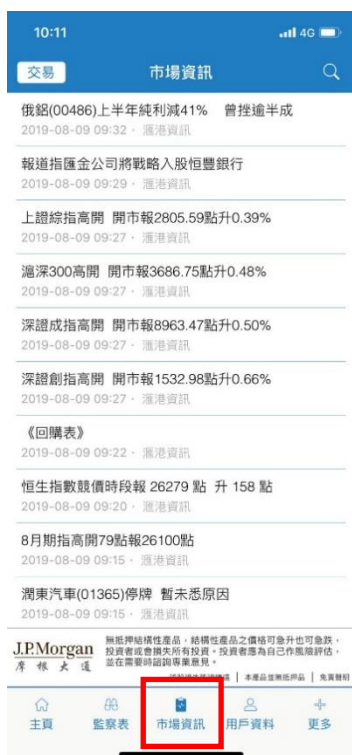 10:11
4G
交易
市場資訊
俄鋁(00486)上半年純利減41% 曾挫逾半成
2019-08-09 09:32 · 滙港資訊
報道指匯金公司將戰略入股恒豐銀行
2019-08-09 09:29 · 滙港資訊
上證綜指高開 開市報2805.59點升0.39%
2019-08-09 09:27 · 滙港資訊
滬深300高開 開市報3686.75點升0.48%
2019-08-09 09:27 · 滙港資訊
深證成指高開 開市報8963.47點升0.50%
2019-08-09 09:27 · 滙港資訊
深證創指高開 開市報1532.98點升0.66%
2019-08-09 09:27 · 滙港資訊
《回購表》
2019-08-09 09:22 · 滙港資訊
恒生指數競價時段報 26279 點 升 158 點
2019-08-09 09:20 · 滙港資訊
8月期指高開79點報26100點
2019-08-09 09:15 · 滙港資訊
潤東汽車(01365)停牌 暫未悉原因
2019-08-09 09:15 · 滙港資訊
J.P.Morgan
摩根大通
無抵押結構性產品，結構性產品之價格可急升也可急跌，
投資者或會損失所有投資。投資者應為自己作風險評估，
並在需要時諮詢專業意見。
本產品並無抵押品 | 免責聲明
主頁
監察表
市場資訊
用戶資料
更多